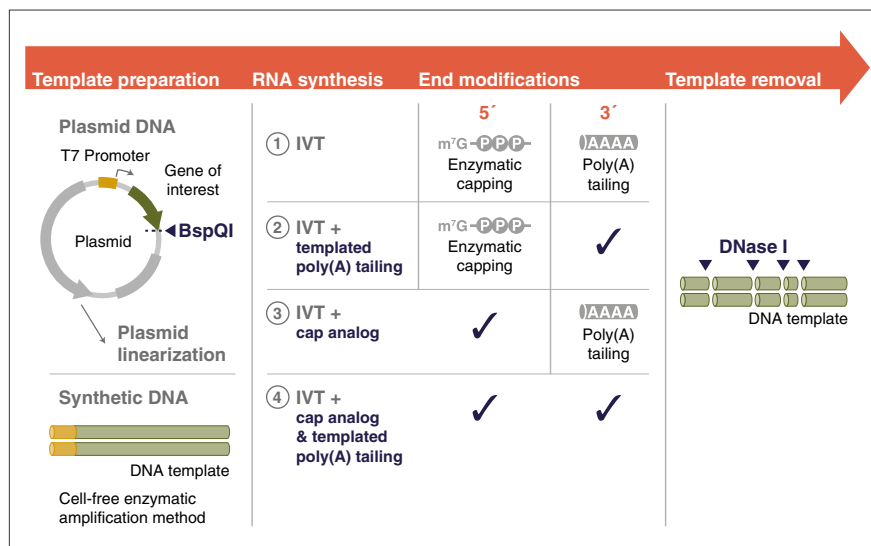 Template preparation
RNA synthesis
End modifications
Template removal
Plasmid DNA
T7 Promoter
Gene of
interest
Plasmid
BspQI
Plasmid
linearization
Synthetic DNA
DNA template
Cell-free enzymatic
amplification method
5´
3´
1 IVT
m⁷G-PPP-
Enzymatic
capping
AAAA
Poly(A)
tailing
2 IVT +
templated
poly(A) tailing
m⁷G-PPP-
Enzymatic
capping
✓
3 IVT +
cap analog
✓
AAAA
Poly(A)
tailing
4 IVT +
cap analog
& templated
poly(A) tailing
✓
✓
DNase I
DNA template